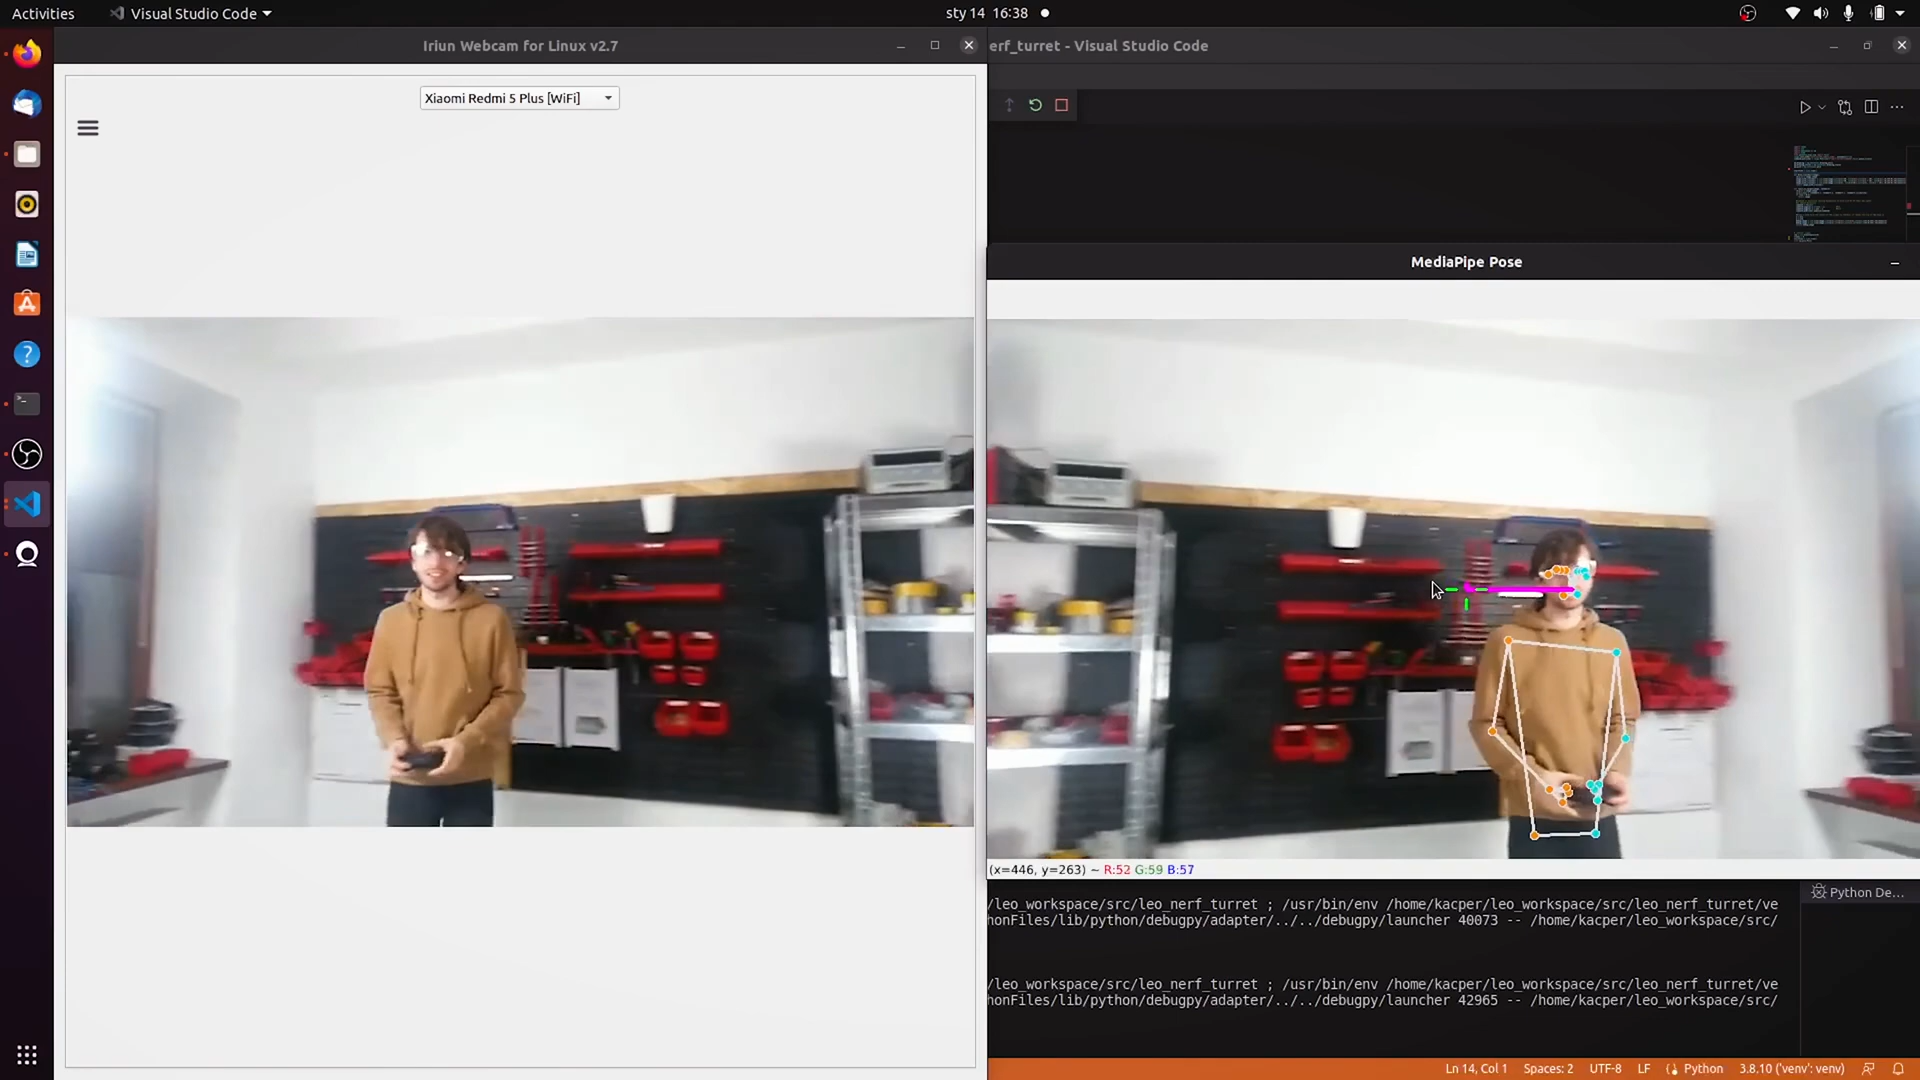 Activities
Visual Studio Code
sty 14 16:38
Iriun Webcam for Linux v2.7
erf_turret - Visual Studio Code
Xiaomi Redmi 5 Plus [WiFi]
MediaPipe Pose
(x=446, y=263) ~ R:52 G:59 B:57
Python De...
/leo_workspace/src/leo_nerf_turret ; /usr/bin/env /home/kacper/leo_workspace/src/leo_nerf_turret/ve
honFiles/lib/python/debugpy/adapter/../../debugpy/launcher 40073 -- /home/kacper/leo_workspace/src/
/leo_workspace/src/leo_nerf_turret ; /usr/bin/env /home/kacper/leo_workspace/src/leo_nerf_turret/ve
honFiles/lib/python/debugpy/adapter/../../debugpy/launcher 42965 -- /home/kacper/leo_workspace/src/
Ln 14, Col 1
Spaces: 2
UTF-8
LF
Python
3.8.10 ('venv': venv)